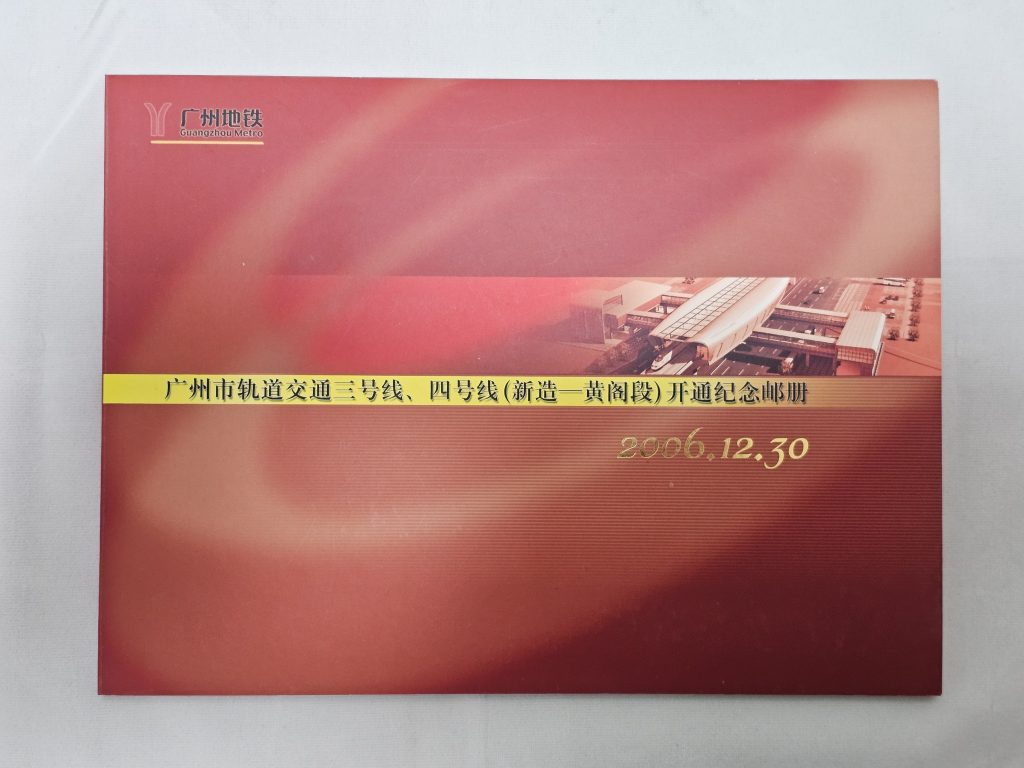 广州地铁
Guangzhou Metro
广州市轨道交通三号线、四号线(新造—黄阁段)开通纪念邮册
2006.12.30